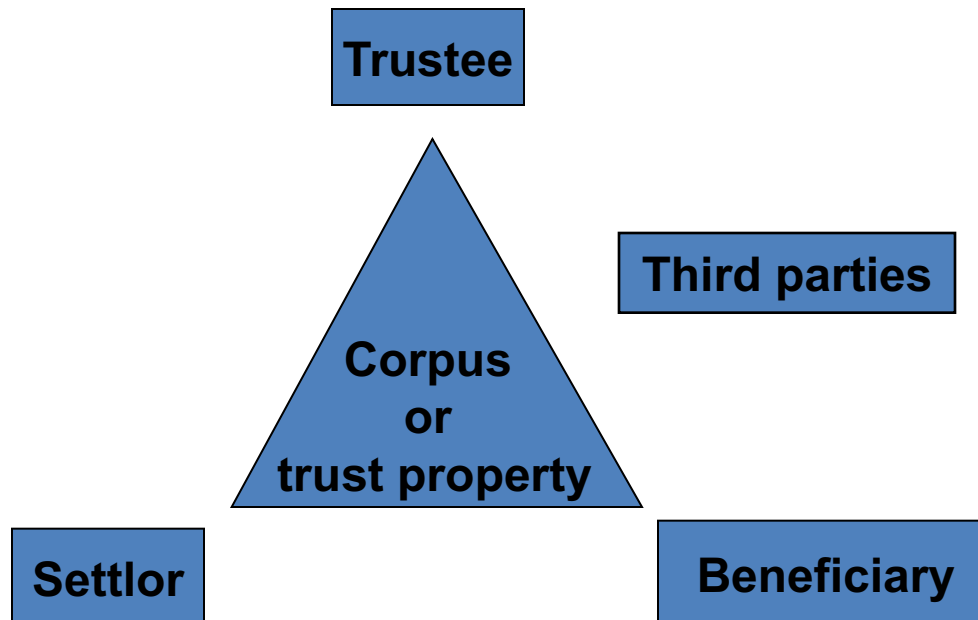 Trustee
Third parties
Corpus
or
trust property
Settlor
Beneficiary